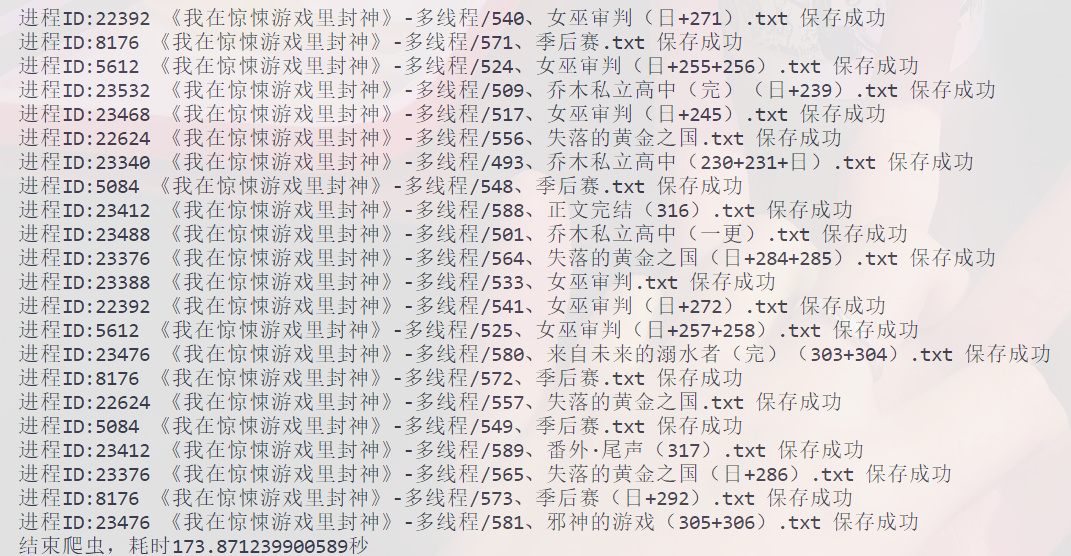 进程ID:22392 《我在惊悚游戏里封神》-多线程/540、女巫审判（日+271）.txt 保存成功
进程ID:8176 《我在惊悚游戏里封神》-多线程/571、季后赛.txt 保存成功
进程ID:5612 《我在惊悚游戏里封神》-多线程/524、女巫审判（日+255+256）.txt 保存成功
进程ID:23532 《我在惊悚游戏里封神》-多线程/509、乔木私立高中（完）（日+239）.txt 保存成功
进程ID:23468 《我在惊悚游戏里封神》-多线程/517、女巫审判（日+245）.txt 保存成功
进程ID:22624 《我在惊悚游戏里封神》-多线程/556、失落的黄金之国.txt 保存成功
进程ID:23340 《我在惊悚游戏里封神》-多线程/493、乔木私立高中（230+231+日）.txt 保存成功
进程ID:5084 《我在惊悚游戏里封神》-多线程/548、季后赛.txt 保存成功
进程ID:23412 《我在惊悚游戏里封神》-多线程/588、正文完结（316）.txt 保存成功
进程ID:23488 《我在惊悚游戏里封神》-多线程/501、乔木私立高中（一更）.txt 保存成功
进程ID:23376 《我在惊悚游戏里封神》-多线程/564、失落的黄金之国（日+284+285）.txt 保存成功
进程ID:23388 《我在惊悚游戏里封神》-多线程/533、女巫审判.txt 保存成功
进程ID:22392 《我在惊悚游戏里封神》-多线程/541、女巫审判（日+272）.txt 保存成功
进程ID:5612 《我在惊悚游戏里封神》-多线程/525、女巫审判（日+257+258）.txt 保存成功
进程ID:23476 《我在惊悚游戏里封神》-多线程/580、来自未来的溺水者（完）（303+304）.txt 保存成功
进程ID:8176 《我在惊悚游戏里封神》-多线程/572、季后赛.txt 保存成功
进程ID:22624 《我在惊悚游戏里封神》-多线程/557、失落的黄金之国.txt 保存成功
进程ID:5084 《我在惊悚游戏里封神》-多线程/549、季后赛.txt 保存成功
进程ID:23412 《我在惊悚游戏里封神》-多线程/589、番外·尾声（317）.txt 保存成功
进程ID:23376 《我在惊悚游戏里封神》-多线程/565、失落的黄金之国（日+286）.txt 保存成功
进程ID:8176 《我在惊悚游戏里封神》-多线程/573、季后赛（日+292）.txt 保存成功
进程ID:23476 《我在惊悚游戏里封神》-多线程/581、邪神的游戏（305+306）.txt 保存成功
结束爬虫，耗时173.871239900589秒